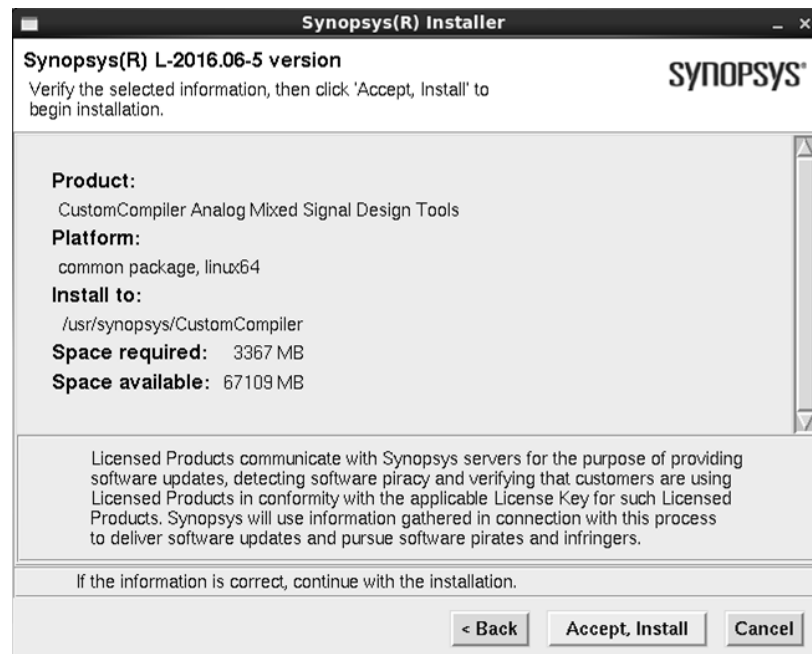 Synopsys(R) Installer
Synopsys(R) L-2016.06-5 version
Verify the selected information, then click 'Accept, Install' to
begin installation.
SYNOPSYS®
Product:
CustomCompiler Analog Mixed Signal Design Tools
Platform:
common package, linux64
Install to:
/usr/synopsys/CustomCompiler
Space required: 3367 MB
Space available: 67109 MB
Licensed Products communicate with Synopsys servers for the purpose of providing
software updates, detecting software piracy and verifying that customers are using
Licensed Products in conformity with the applicable License Key for such Licensed
Products. Synopsys will use information gathered in connection with this process
to deliver software updates and pursue software pirates and infringers.
If the information is correct, continue with the installation.
< Back Accept, Install Cancel